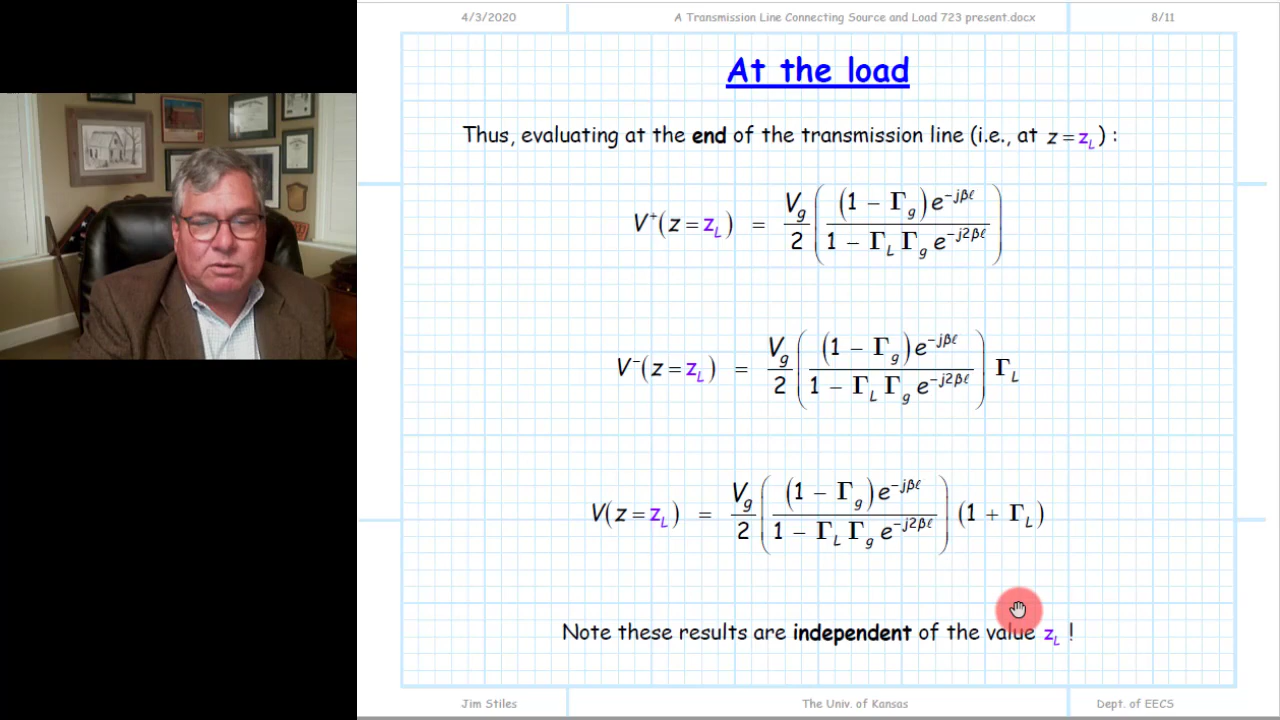 4/3/2020 A Transmission Line Connecting Source and Load 723 present.docx 8/11
At the load
Thus, evaluating at the end of the transmission line (i.e., at z = z_L ) :
V⁺(z = z_L) = V_g/2 ( (1 − Γ_g) e^{−jβℓ} / (1 − Γ_L Γ_g e^{−j2βℓ}) )
V⁻(z = z_L) = V_g/2 ( (1 − Γ_g) e^{−jβℓ} / (1 − Γ_L Γ_g e^{−j2βℓ}) ) Γ_L
V(z = z_L) = V_g/2 ( (1 − Γ_g) e^{−jβℓ} / (1 − Γ_L Γ_g e^{−j2βℓ}) ) (1 + Γ_L)
Note these results are independent of the value z_L !
Jim Stiles The Univ. of Kansas Dept. of EECS